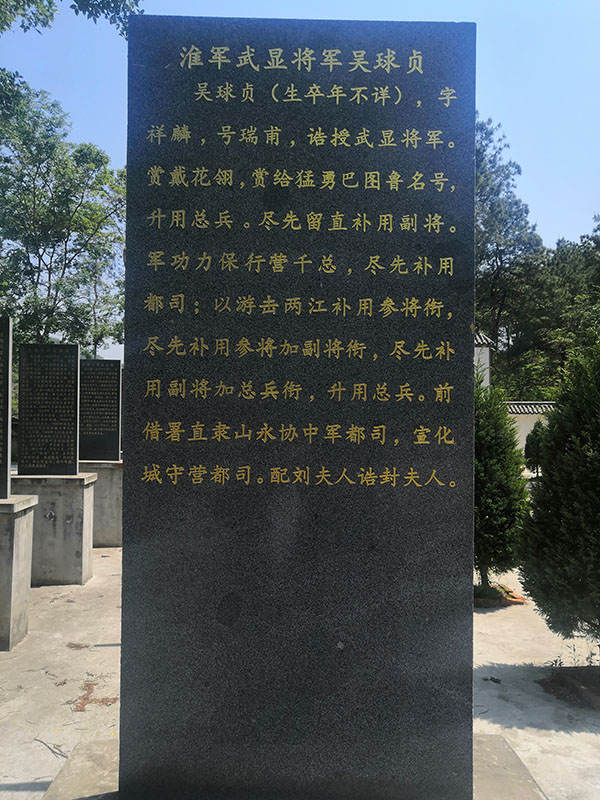 淮军武显将军吴球贞
吴球贞（生卒年不详），字
祥麟，号瑞甫，诰授武显将军。
赏戴花翎，赏给猛勇巴图鲁名号，
升用总兵。尽先留直补用副将。
军功力保行营千总，尽先补用
都司；以游击两江补用参将衔，
尽先补用参将加副将衔，尽先补
用副将加总兵衔，升用总兵。前
借署直隶山永协中军都司，宣化
城守营都司。配刘夫人诰封夫人。